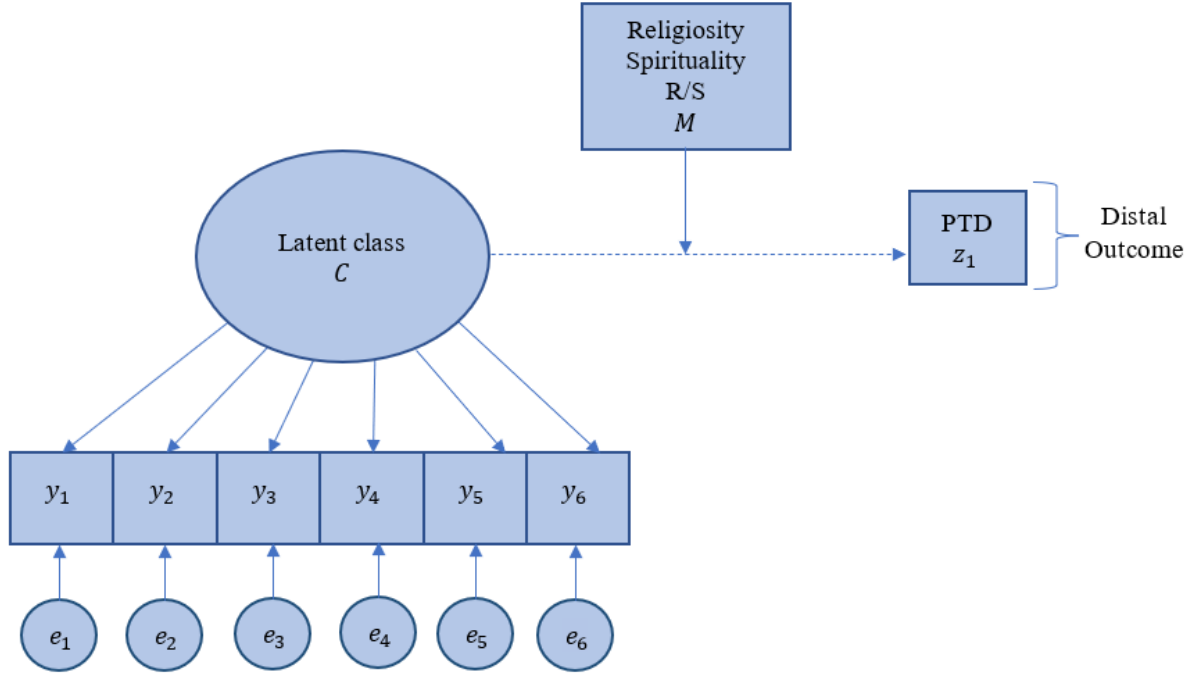 Religiosity
Spirituality
R/S
M
Latent class
C
PTD
z₁
Distal
Outcome
y₁ y₂ y₃ y₄ y₅ y₆
e₁ e₂ e₃ e₄ e₅ e₆